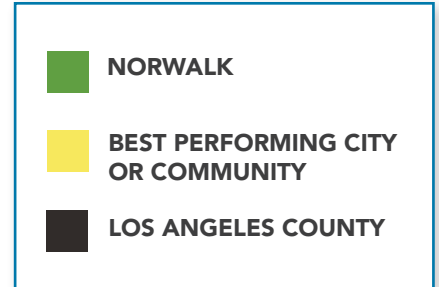 NORWALK
BEST PERFORMING CITY
OR COMMUNITY
LOS ANGELES COUNTY